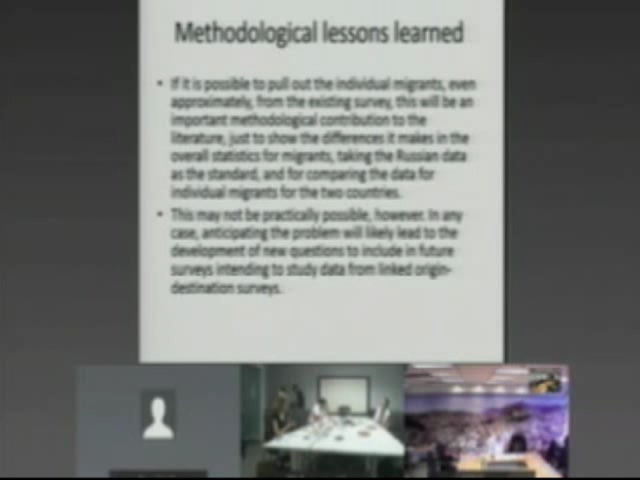 Methodological lessons learned
• If it is possible to pull out the individual migrants, even
approximately, from the existing survey, this will be an
important methodological contribution to the
literature, just to show the differences it makes in the
overall statistics for migrants, taking the Russian data
as the standard, and for comparing the data for
individual migrants for the two countries.
• This may not be practically possible, however. In any
case, anticipating the problem will likely lead to the
development of new questions to include in future
surveys intending to study data from linked origin-
destination surveys.